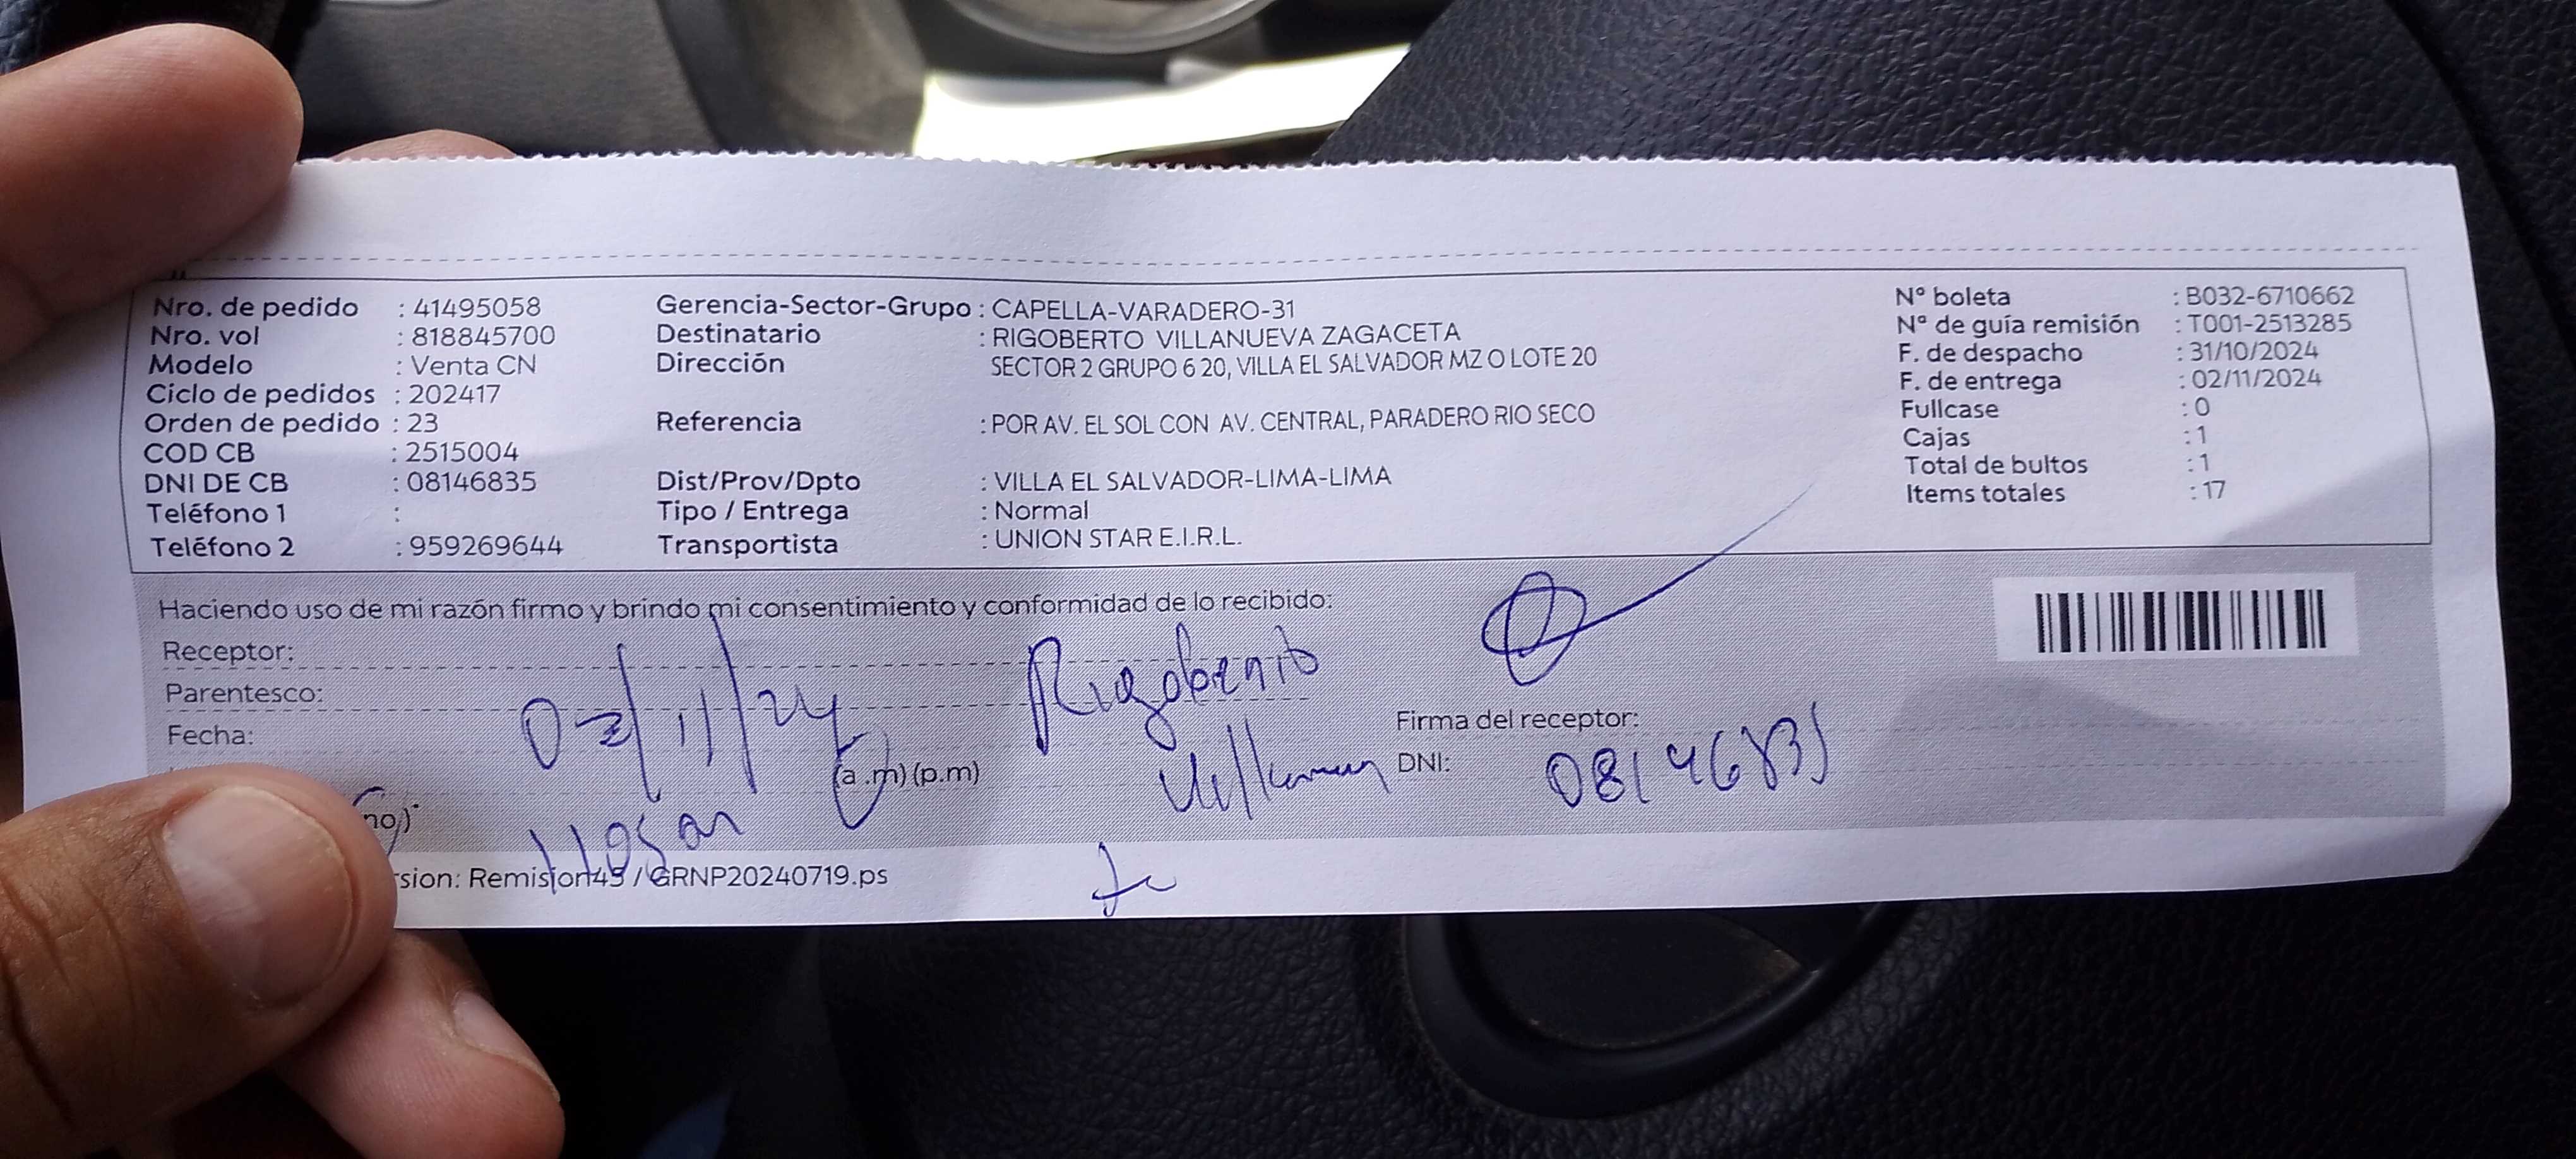 Nro. de pedido : 41495058
Nro. vol : 818845700
Modelo : Venta CN
Ciclo de pedidos : 202417
Orden de pedido : 23
COD CB : 2515004
DNI DE CB : 08146835
Teléfono 1 :
Teléfono 2 : 959269644
Gerencia-Sector-Grupo : CAPELLA-VARADERO-31
Destinatario : RIGOBERTO VILLANUEVA ZAGACETA
Dirección SECTOR 2 GRUPO 6 20, VILLA EL SALVADOR MZ O LOTE 20
Referencia : POR AV. EL SOL CON AV. CENTRAL, PARADERO RIO SECO
Dist/Prov/Dpto : VILLA EL SALVADOR-LIMA-LIMA
Tipo / Entrega : Normal
Transportista : UNION STAR E.I.R.L.
N° boleta : B032-6710662
N° de guía remisión : T001-2513285
F. de despacho : 31/10/2024
F. de entrega : 02/11/2024
Fullcase : 0
Cajas : 1
Total de bultos : 1
Items totales : 17
Haciendo uso de mi razón firmo y brindo mi consentimiento y conformidad de lo recibido:
Receptor:
Parentesco:
Fecha: 02/11/24
Rigoberto
(a .m) (p.m)
Firma del receptor:
DNI: 08146835
no)
rsion: Remision45 / GRNP20240719.ps